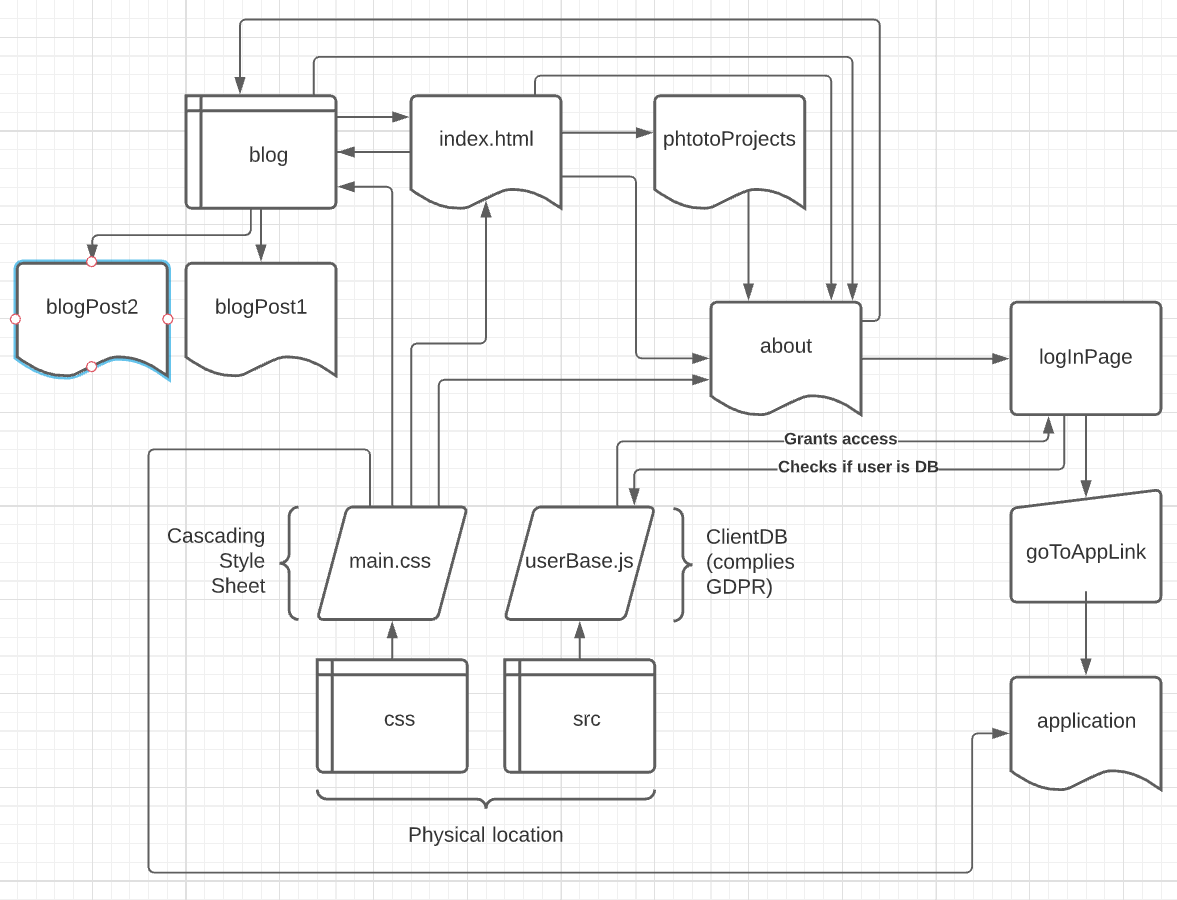 blog
index.html
phtotoProjects
blogPost2
blogPost1
about
logInPage
Grants access
Checks if user is DB
Cascading
Style
Sheet
main.css
userBase.js
ClientDB
(complies
GDPR)
goToAppLink
css
src
application
Physical location